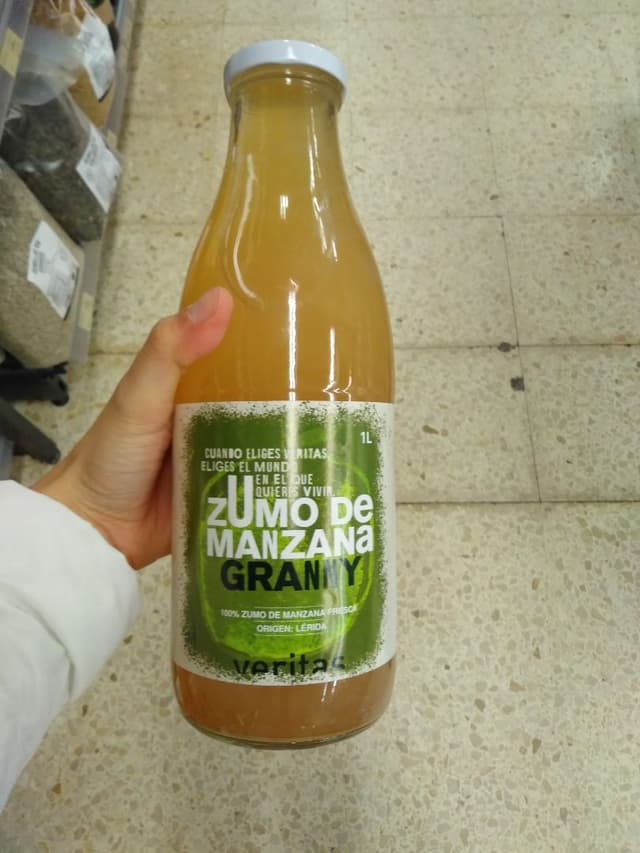 1L
CUANDO ELIGES VERITAS,
ELIGES EL MUNDO
EN EL QUE
QUIERES VIVIR.
ZUMO De
MANZANa
GRANNY
100% ZUMO DE MANZANA FRESCA
ORIGEN: LÉRIDA
veritas